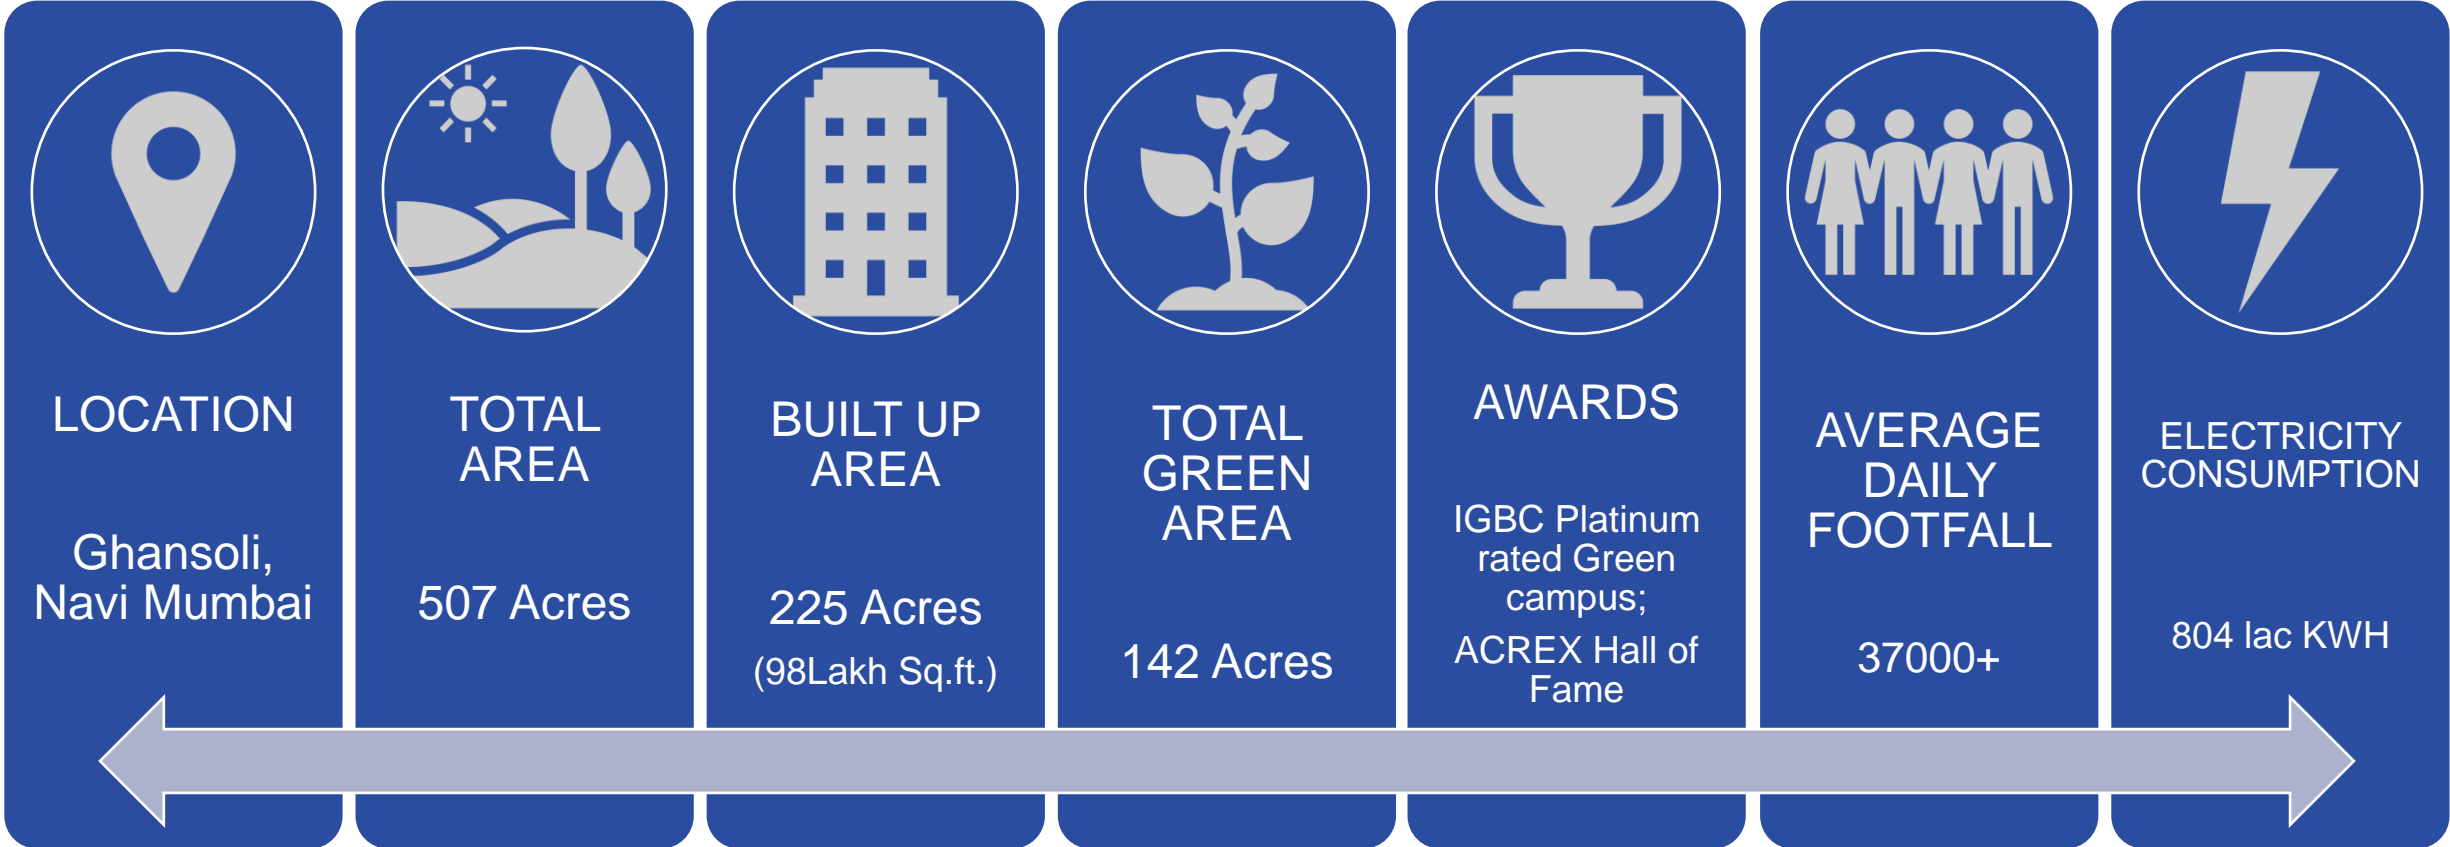 LOCATION
Ghansoli,
Navi Mumbai
TOTAL
AREA
507 Acres
BUILT UP
AREA
225 Acres
(98Lakh Sq.ft.)
TOTAL
GREEN
AREA
142 Acres
AWARDS
IGBC Platinum
rated Green
campus;
ACREX Hall of
Fame
AVERAGE
DAILY
FOOTFALL
37000+
ELECTRICITY
CONSUMPTION
804 lac KWH